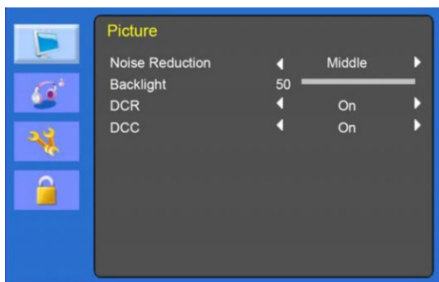 Picture
Noise Reduction Middle
Backlight 50
DCR On
DCC On